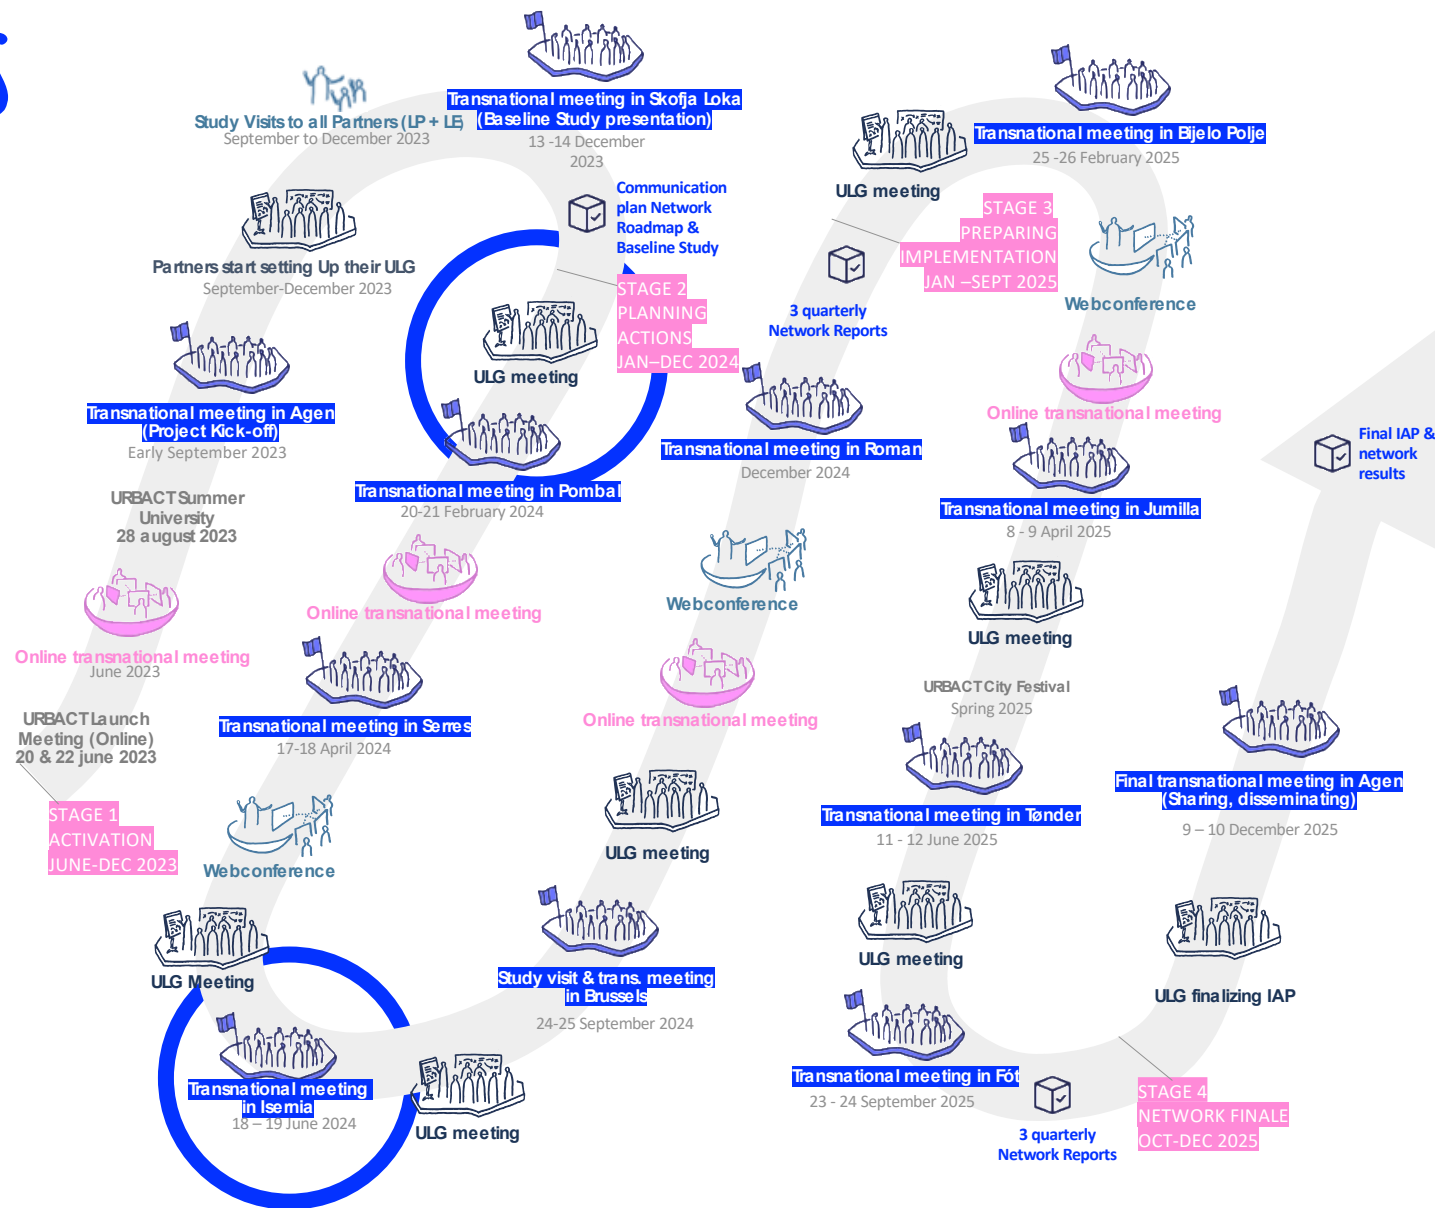 URBACT Launch
Meeting (Online)
20 & 22 june 2023
STAGE 1
ACTIVATION
JUNE-DEC 2023
Online transnational meeting
June 2023
URBACT Summer
University
28 august 2023
Transnational meeting in Agen
(Project Kick-off)
Early September 2023
Partners start setting Up their ULG
September-December 2023
Study Visits to all Partners (LP + LE)
September to December 2023
Transnational meeting in Skofja Loka
(Baseline Study presentation)
13 -14 December
2023
Communication
plan Network
Roadmap &
Baseline Study
STAGE 2
PLANNING
ACTIONS
JAN–DEC 2024
ULG meeting
Transnational meeting in Pombal
20-21 February 2024
Online transnational meeting
Transnational meeting in Serres
17-18 April 2024
Webconference
ULG Meeting
Transnational meeting
in Isernia
18 – 19 June 2024
ULG meeting
Study visit & trans. meeting
in Brussels
24-25 September 2024
ULG meeting
Online transnational meeting
Webconference
Transnational meeting in Roman
December 2024
3 quarterly
Network Reports
STAGE 3
PREPARING
IMPLEMENTATION
JAN –SEPT 2025
ULG meeting
Transnational meeting in Bijelo Polje
25 -26 February 2025
Webconference
Online transnational meeting
Transnational meeting in Jumilla
8 - 9 April 2025
ULG meeting
URBACT City Festival
Spring 2025
Transnational meeting in Tønder
11 - 12 June 2025
ULG meeting
Transnational meeting in Fót
23 - 24 September 2025
3 quarterly
Network Reports
STAGE 4
NETWORK FINALE
OCT-DEC 2025
ULG finalizing IAP
Final transnational meeting in Agen
(Sharing, disseminating)
9 – 10 December 2025
Final IAP &
network
results